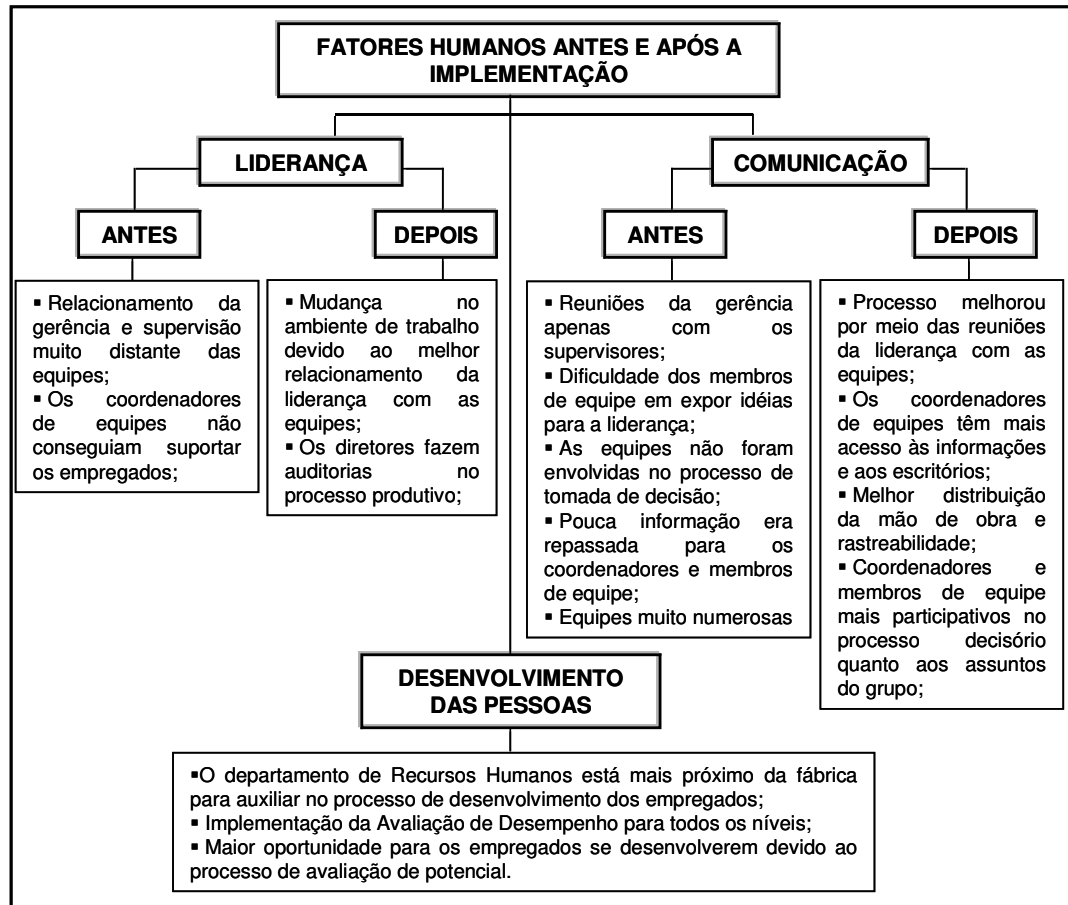 FATORES HUMANOS ANTES E APÓS A
IMPLEMENTAÇÃO
LIDERANÇA
ANTES
▪ Relacionamento da
gerência e supervisão
muito distante das
equipes;
▪ Os coordenadores
de equipes não
conseguiam suportar
os empregados;
DEPOIS
▪ Mudança no
ambiente de trabalho
devido ao melhor
relacionamento da
liderança com as
equipes;
▪ Os diretores fazem
auditorias no
processo produtivo;
COMUNICAÇÃO
ANTES
▪ Reuniões da gerência
apenas com os
supervisores;
▪ Dificuldade dos membros
de equipe em expor idéias
para a liderança;
▪ As equipes não foram
envolvidas no processo de
tomada de decisão;
▪ Pouca informação era
repassada para os
coordenadores e membros
de equipe;
▪ Equipes muito numerosas
DEPOIS
▪ Processo melhorou
por meio das reuniões
da liderança com as
equipes;
▪ Os coordenadores
de equipes têm mais
acesso às informações
e aos escritórios;
▪ Melhor distribuição
da mão de obra e
rastreabilidade;
▪ Coordenadores e
membros de equipe
mais participativos no
processo decisório
quanto aos assuntos
do grupo;
DESENVOLVIMENTO
DAS PESSOAS
▪O departamento de Recursos Humanos está mais próximo da fábrica
para auxiliar no processo de desenvolvimento dos empregados;
▪ Implementação da Avaliação de Desempenho para todos os níveis;
▪ Maior oportunidade para os empregados se desenvolverem devido ao
processo de avaliação de potencial.